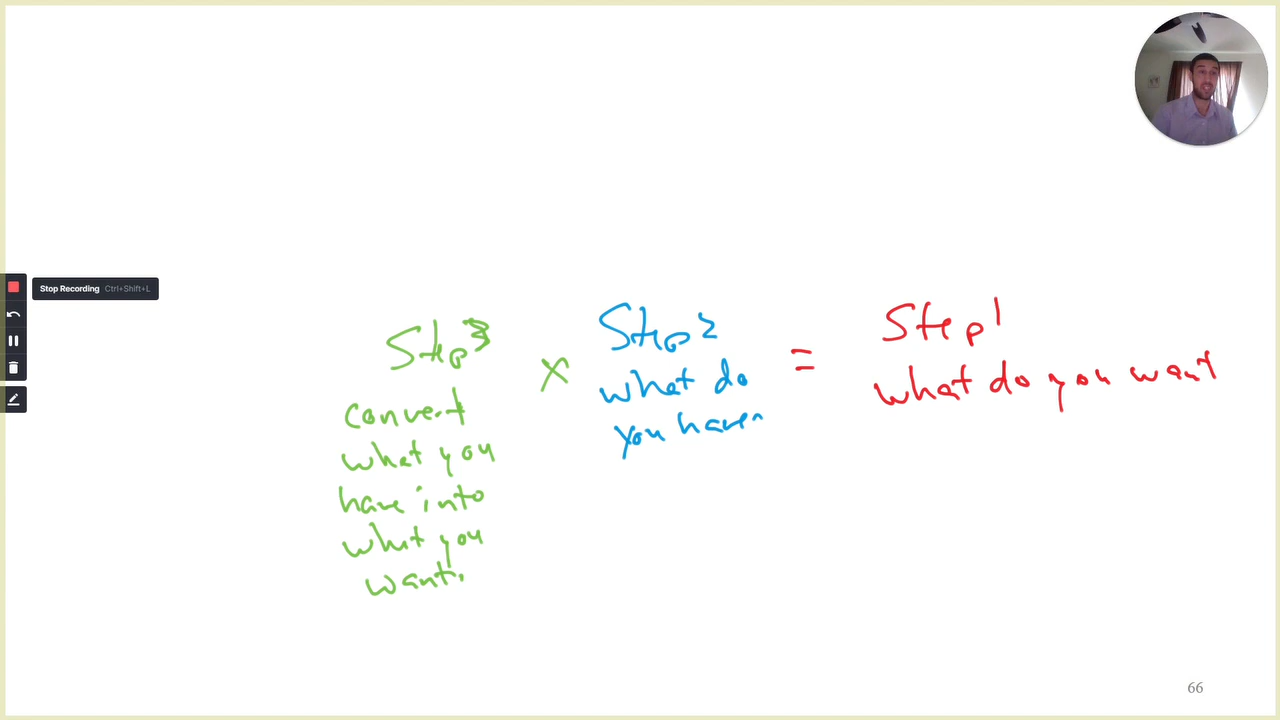 Stop Recording Ctrl+Shift+L
Step 3
convert
what you
have into
what you
want.
x
Step 2
what do
you have
=
Step 1
what do you want
66